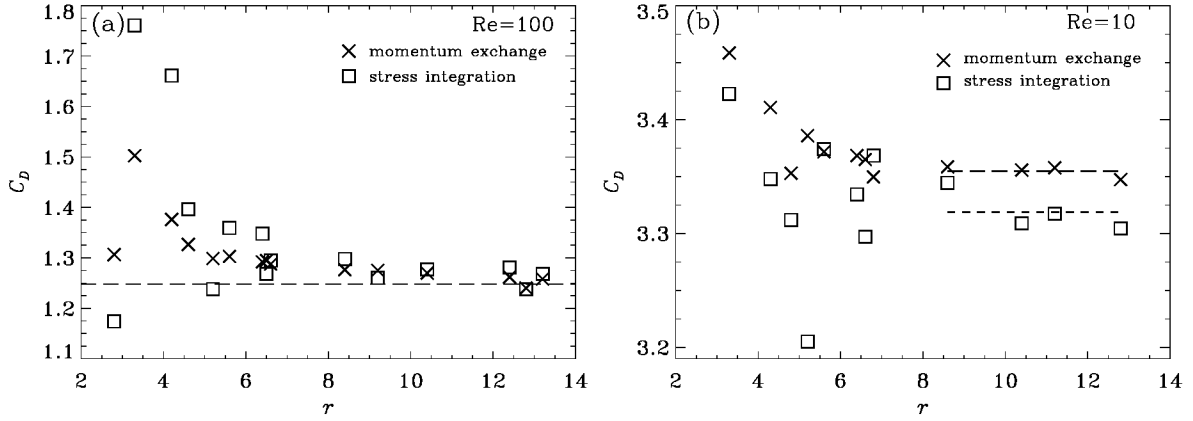 (a) Re=100
momentum exchange
stress integration
1.8
1.7
1.6
1.5
1.4
1.3
1.2
1.1
C_D
2 4 6 8 10 12 14
r
(b) Re=10
momentum exchange
stress integration
3.5
3.4
3.3
3.2
C_D
2 4 6 8 10 12 14
r